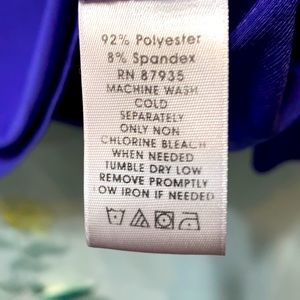 92% Polyester
8% Spandex
RN 87935
MACHINE WASH
COLD
SEPARATELY
ONLY NON
CHLORINE BLEACH
WHEN NEEDED
TUMBLE DRY LOW
REMOVE PROMPTLY
LOW IRON IF NEEDED